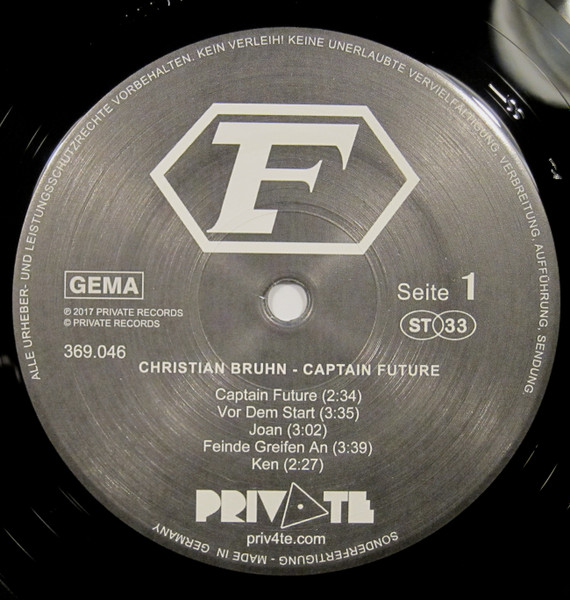 ALLE URHEBER- UND LEISTUNGSSCHUTZRECHTE VORBEHALTEN. KEIN VERLEIH! KEINE UNERLAUBTE VERVIELFÄLTIGUNG, VERBREITUNG, AUFFÜHRUNG, SENDUNG
F
GEMA
℗ 2017 PRIVATE RECORDS
© PRIVATE RECORDS
Seite 1
ST 33
369.046
CHRISTIAN BRUHN - CAPTAIN FUTURE
Captain Future (2:34)
Vor Dem Start (3:35)
Joan (3:02)
Feinde Greifen An (3:39)
Ken (2:27)
PRIVATE
priv4te.com
SONDERFERTIGUNG - MADE IN GERMANY